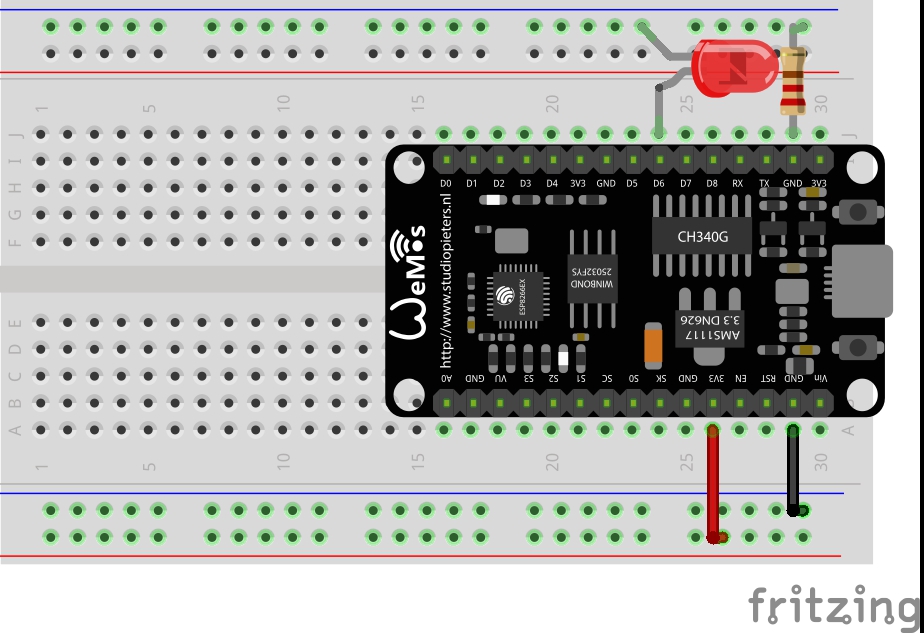 1 5 10 15 20 25 30
J J
I
H
G
F
E
D
C
B
A A
D0 D1 D2 D3 D4 3V3 GND D5 D6 D7 D8 RX TX GND 3V3
WeMos
http://www.studiopieters.nl
ESP8266EX
WINBOND
25032FYS
CH340G
AMS1117
3.3 DN626
A0 GND VU S3 S2 S1 SC S0 SK GND 3V3 EN RST GND Vin
1 5 10 15 20 25 30
fritzing